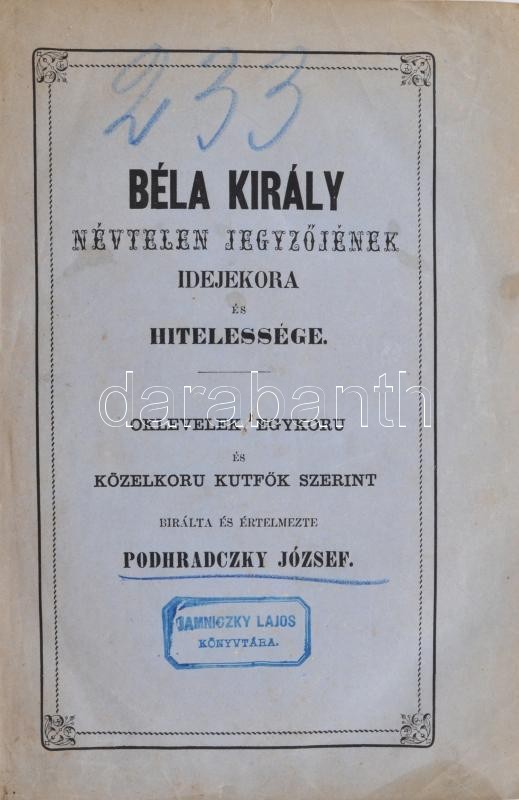 233
BÉLA KIRÁLY
NÉVTELEN JEGYZŐJÉNEK
IDEJEKORA
ÉS
HITELESSÉGE.
darabanth
OKLEVELEK, EGYKORU
ÉS
KÖZELKORU KUTFŐK SZERINT
BIRÁLTA ÉS ÉRTELMEZTE
PODHRADCZKY JÓZSEF.
JAMNICZKY LAJOS
KÖNYVTÁRA.